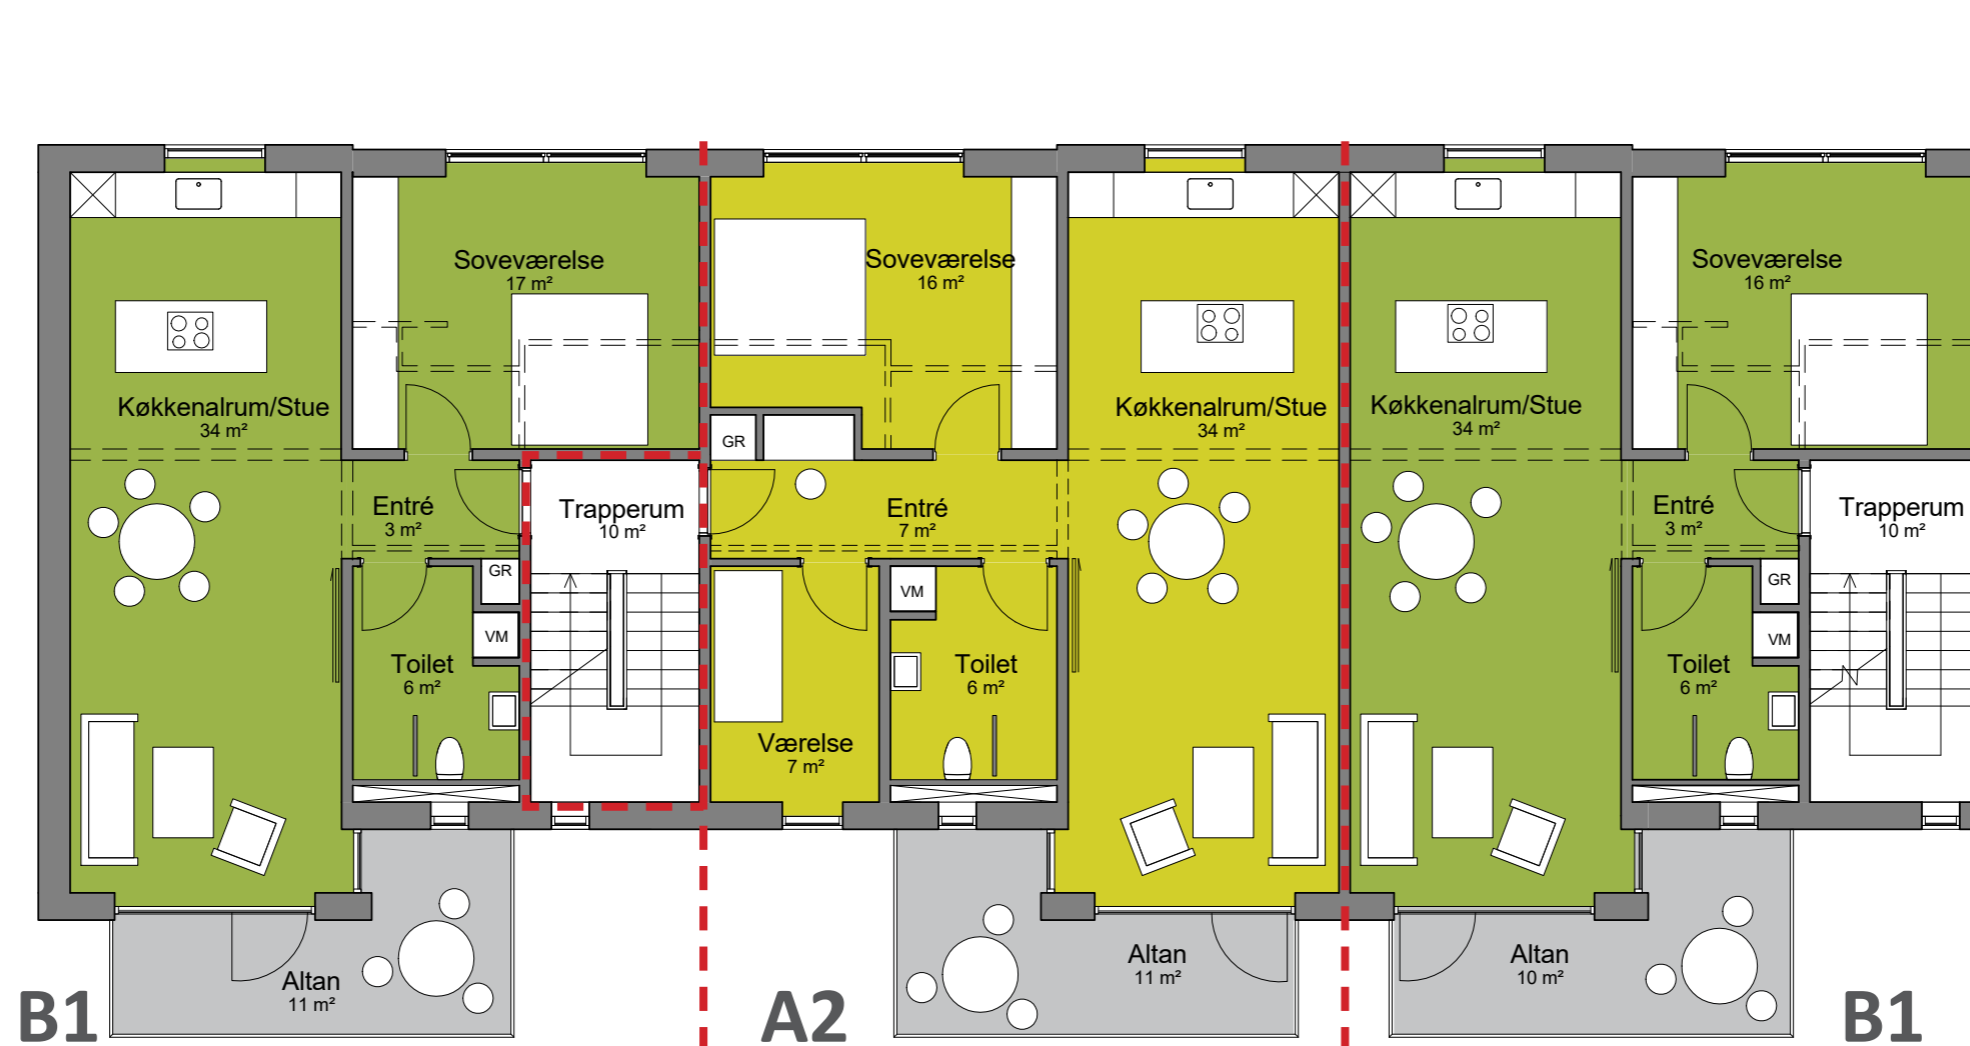 Køkkenalrum/Stue
34 m²
Soveværelse
17 m²
Entré
3 m²
GR
VM
Toilet
6 m²
Trapperum
10 m²
Altan
11 m²
B1
Soveværelse
16 m²
GR
Entré
7 m²
Værelse
7 m²
VM
Toilet
6 m²
Køkkenalrum/Stue
34 m²
Altan
11 m²
A2
Køkkenalrum/Stue
34 m²
Soveværelse
16 m²
Entré
3 m²
GR
VM
Toilet
6 m²
Trapperum
10 m²
Altan
10 m²
B1